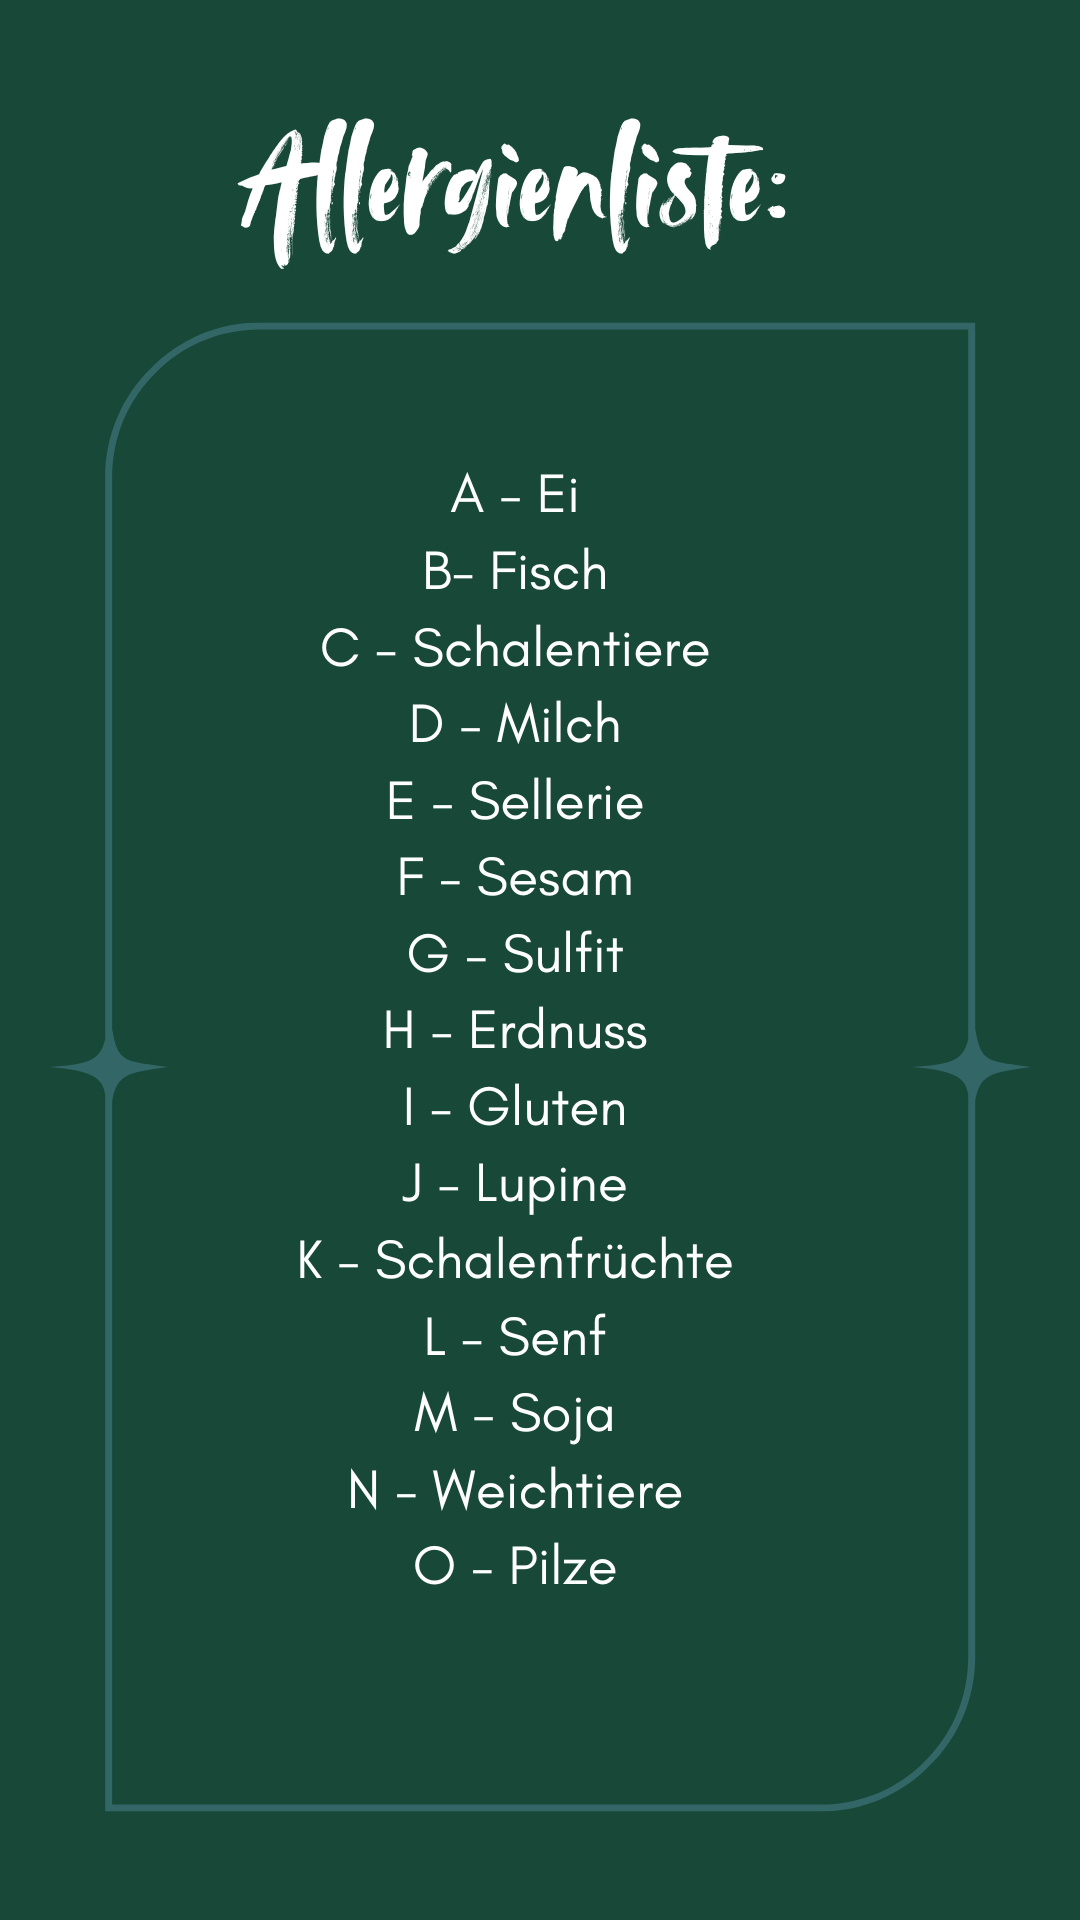 Allergienliste:
A – Ei
B– Fisch
C – Schalentiere
D – Milch
E – Sellerie
F – Sesam
G – Sulfit
H – Erdnuss
I – Gluten
J – Lupine
K – Schalenfrüchte
L – Senf
M – Soja
N – Weichtiere
O – Pilze